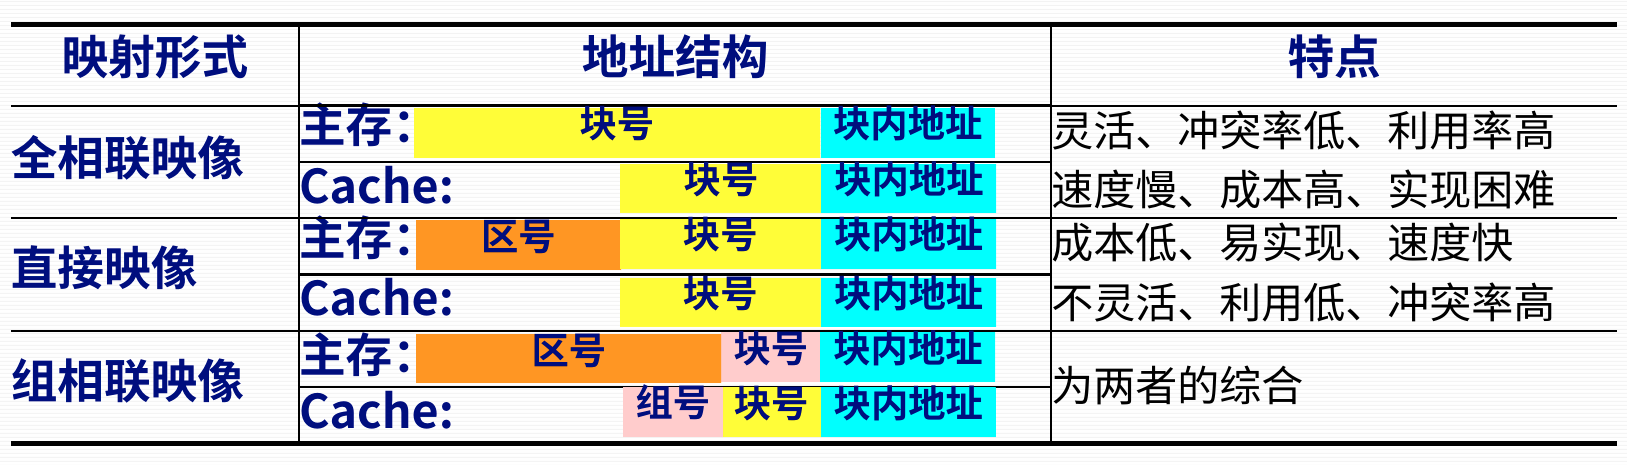 映射形式 地址结构 特点
全相联映像 主存： 块号 块内地址 灵活、冲突率低、利用率高
Cache: 块号 块内地址 速度慢、成本高、实现困难
直接映像 主存： 区号 块号 块内地址 成本低、易实现、速度快
Cache: 块号 块内地址 不灵活、利用低、冲突率高
组相联映像 主存： 区号 块号 块内地址 为两者的综合
Cache: 组号 块号 块内地址